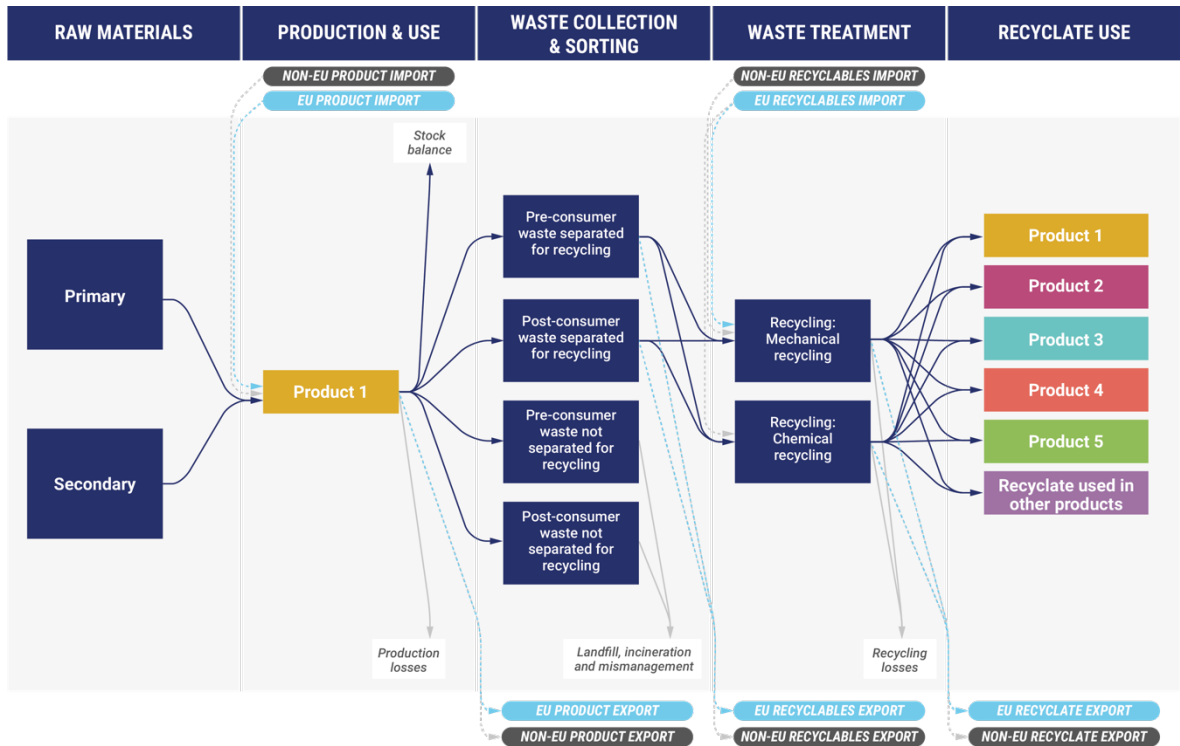 RAW MATERIALS
PRODUCTION & USE
WASTE COLLECTION
& SORTING
WASTE TREATMENT
RECYCLATE USE
NON-EU PRODUCT IMPORT
EU PRODUCT IMPORT
NON-EU RECYCLABLES IMPORT
EU RECYCLABLES IMPORT
Stock
balance
Primary
Secondary
Product 1
Pre-consumer
waste separated
for recycling
Post-consumer
waste separated
for recycling
Pre-consumer
waste not
separated for
recycling
Post-consumer
waste not
separated for
recycling
Recycling:
Mechanical
recycling
Recycling:
Chemical
recycling
Product 1
Product 2
Product 3
Product 4
Product 5
Recyclate used in
other products
Production
losses
Landfill, incineration
and mismanagement
Recycling
losses
EU PRODUCT EXPORT
NON-EU PRODUCT EXPORT
EU RECYCLABLES EXPORT
NON-EU RECYCLABLES EXPORT
EU RECYCLATE EXPORT
NON-EU RECYCLATE EXPORT